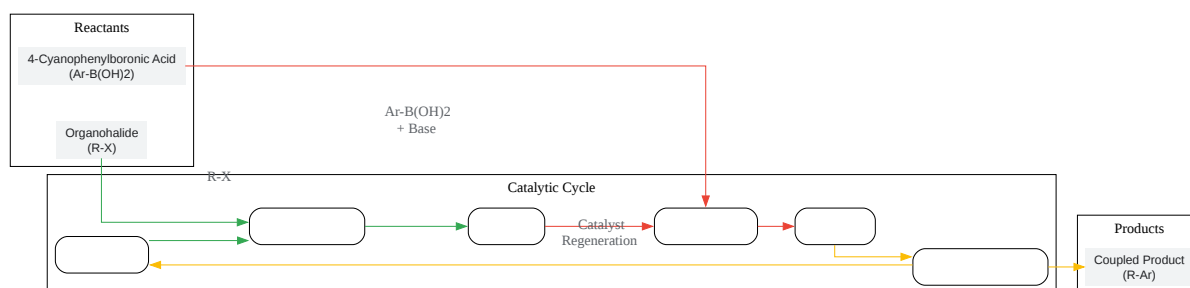 Reactants
4-Cyanophenylboronic Acid
(Ar-B(OH)2)
Ar-B(OH)2
+ Base
Organohalide
(R-X)
R-X
Catalytic Cycle
Catalyst
Regeneration
Products
Coupled Product
(R-Ar)